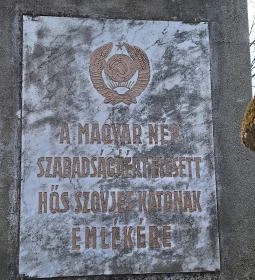 A MAGYAR NÉP
SZABADSÁGÁÉRT ELESETT
HŐS SZOVJET KATONÁK
EMLÉKÉRE